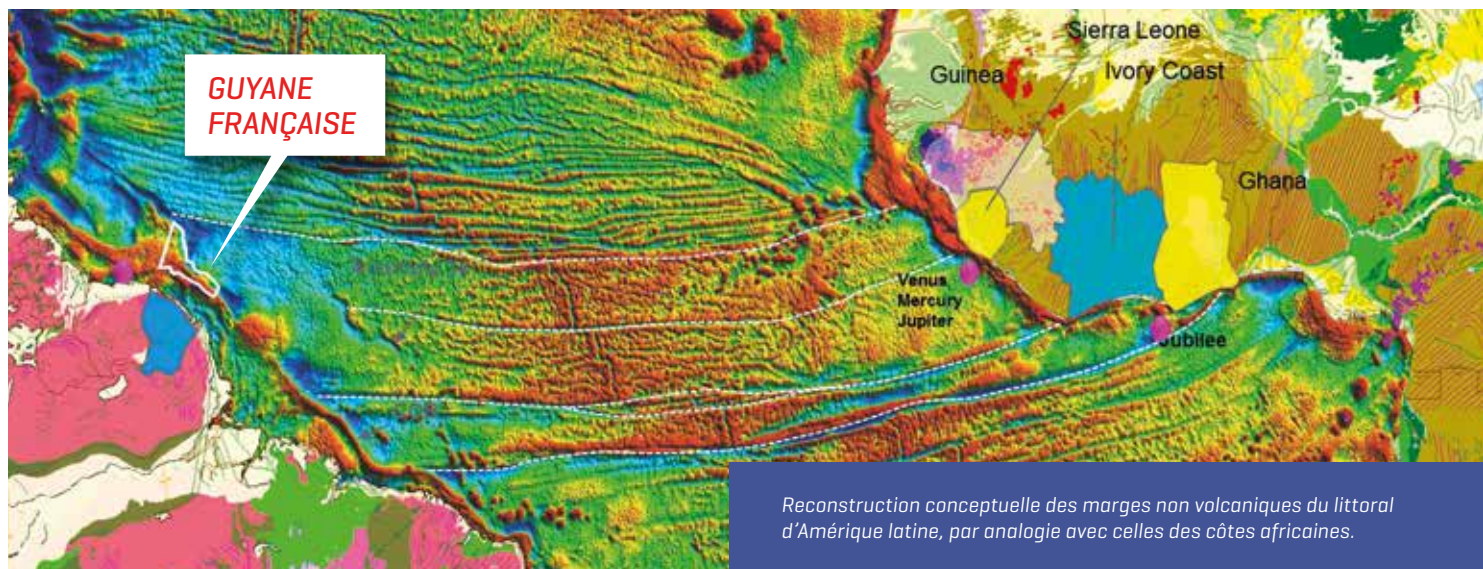 GUYANE
FRANÇAISE
Sierra Leone
Guinea
Ivory Coast
Ghana
Venus
Mercury
Jupiter
Jubilee
Reconstruction conceptuelle des marges non volcaniques du littoral
d'Amérique latine, par analogie avec celles des côtes africaines.